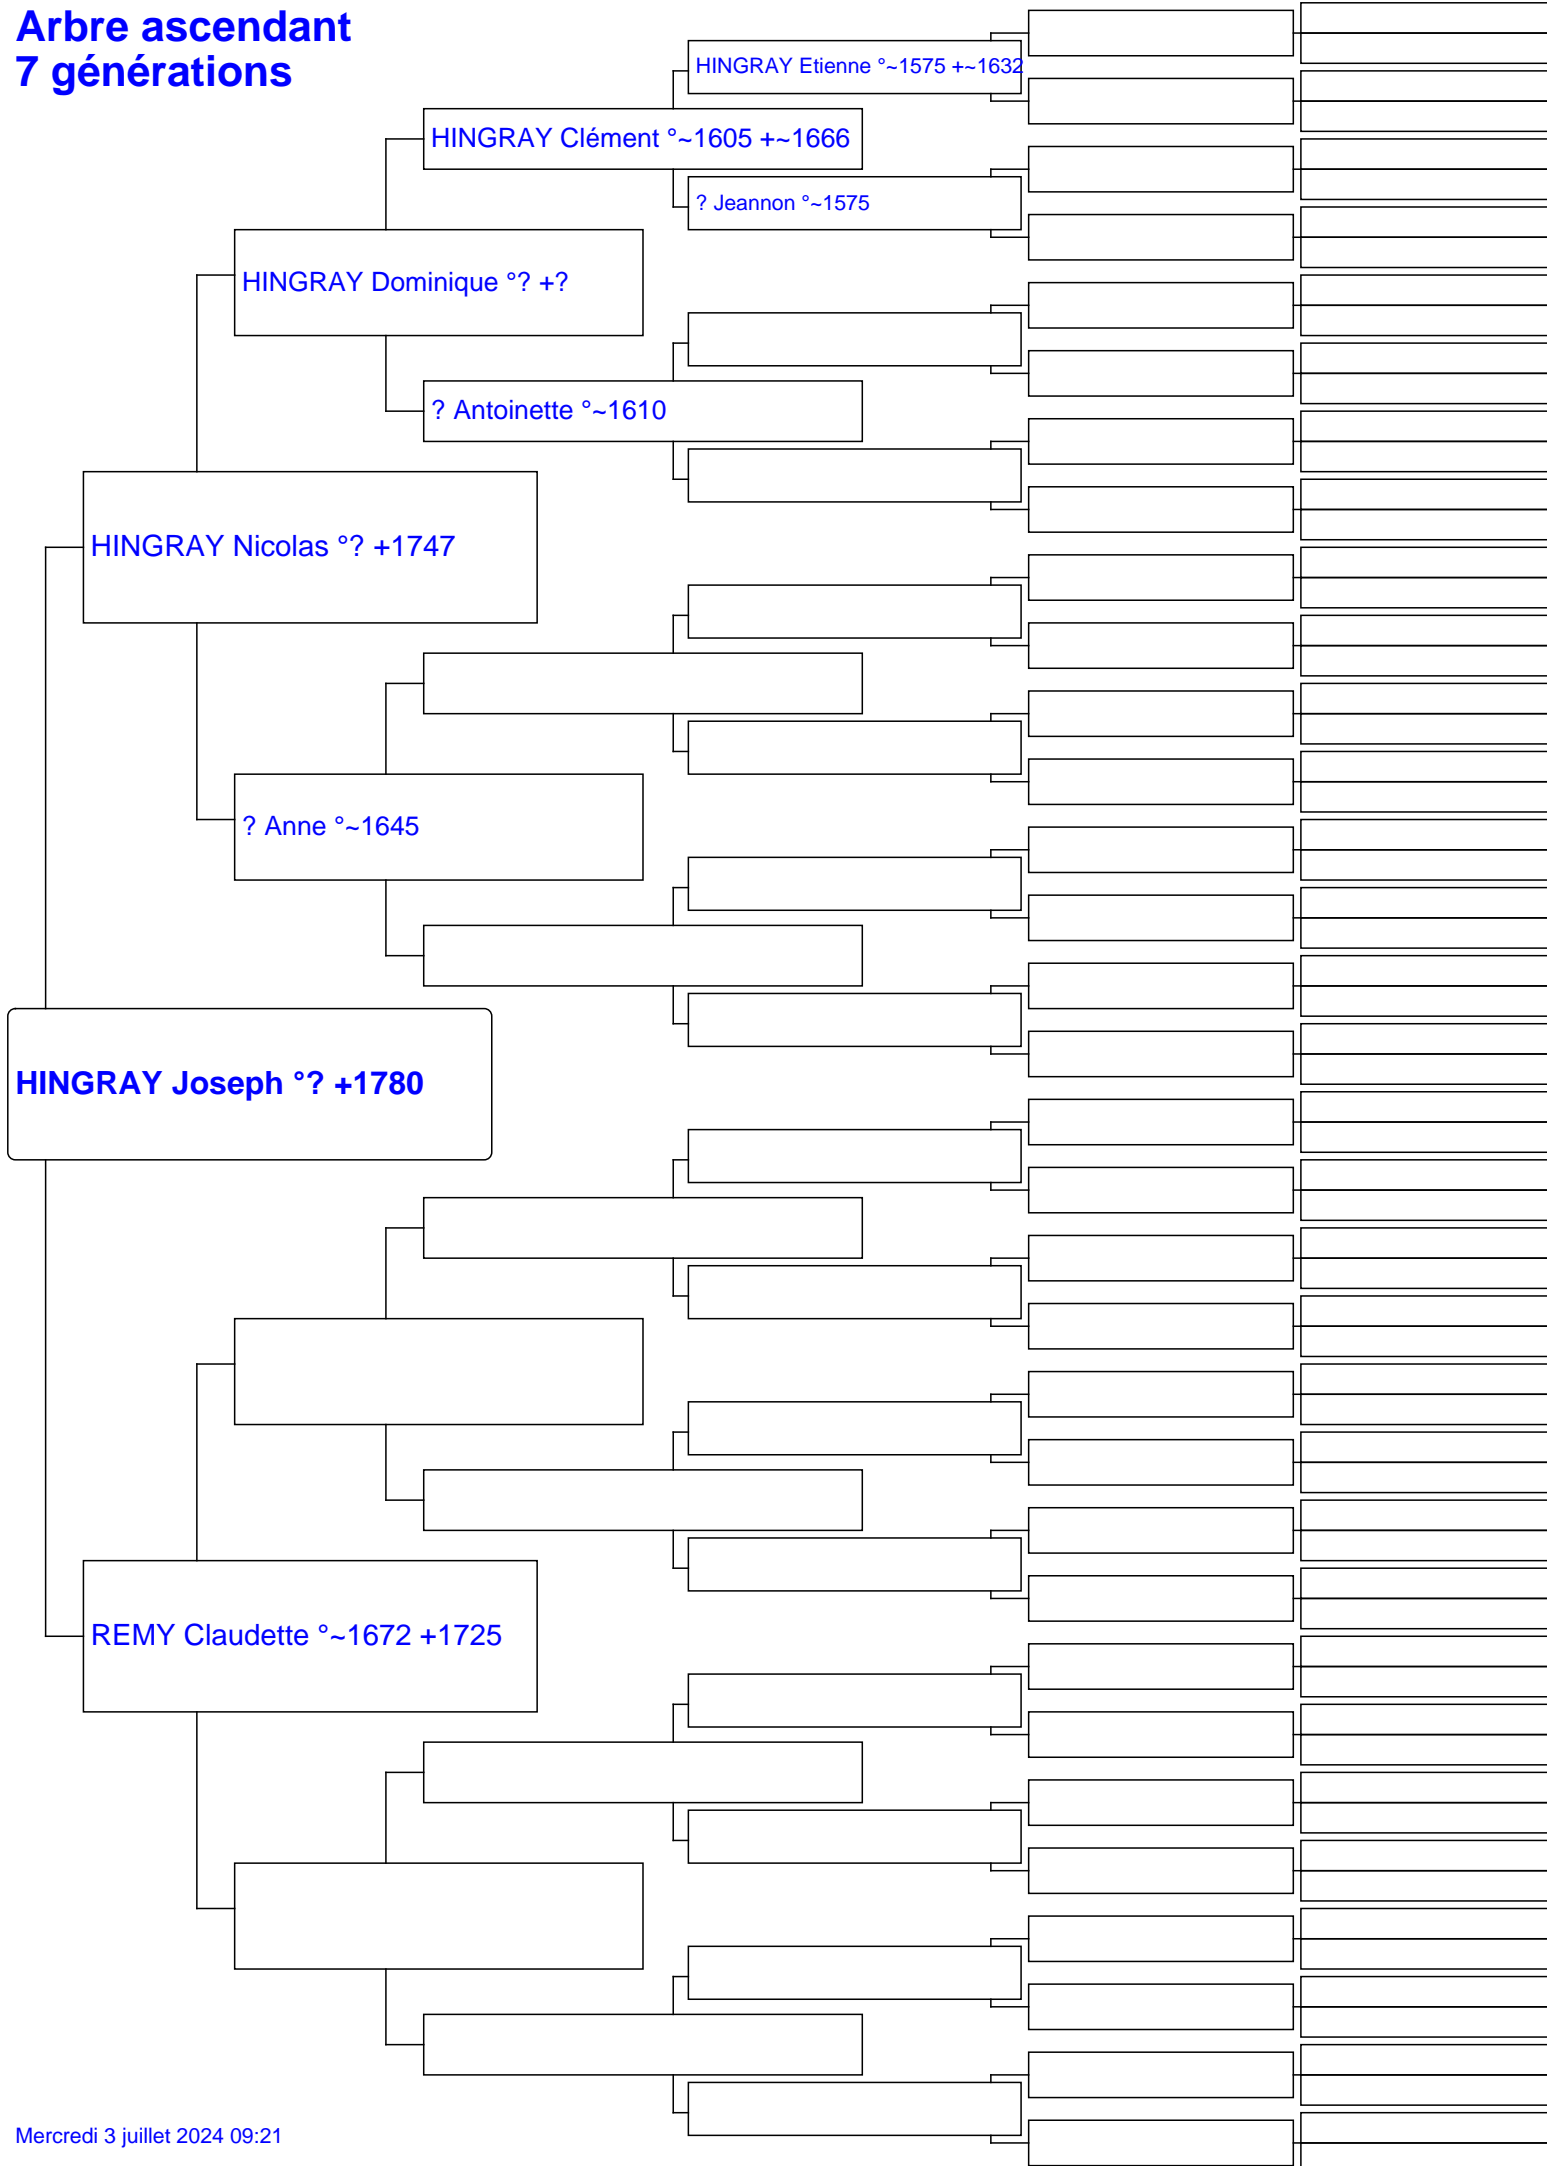 Arbre ascendant
7 générations
HINGRAY Etienne °~1575 +~1632
HINGRAY Clément °~1605 +~1666
? Jeannon °~1575
HINGRAY Dominique °? +?
? Antoinette °~1610
HINGRAY Nicolas °? +1747
? Anne °~1645
HINGRAY Joseph °? +1780
REMY Claudette °~1672 +1725
Mercredi 3 juillet 2024 09:21